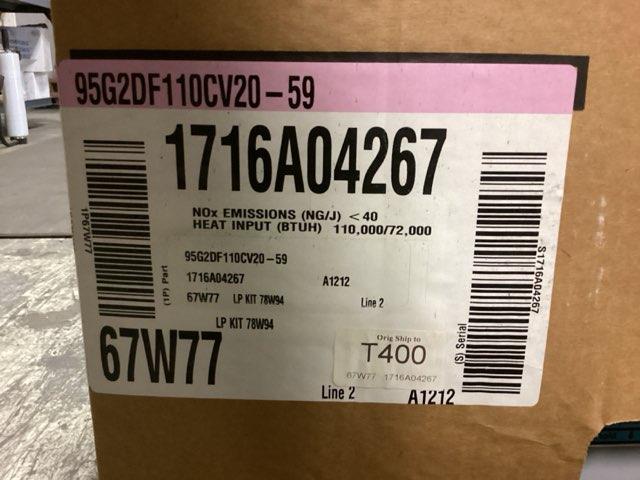 95G2DF110CV20-59
1716A04267
NOx EMISSIONS (NG/J) <40
HEAT INPUT (BTUH) 110,000/72,000
1P67W77
(1P) Part
95G2DF110CV20-59
1716A04267 A1212
67W77 LP KIT 78W94 Line 2
LP KIT 78W94
67W77
Orig Ship to
T400
67W77 1716A04267
Line 2 A1212
S1716A04267
(S) Serial